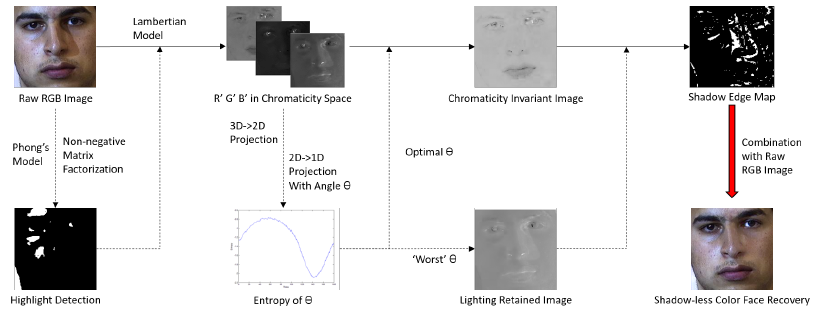 Lambertian
Model
Raw RGB Image
R' G' B' in Chromaticity Space
Chromaticity Invariant Image
Shadow Edge Map
Phong's
Model
Non-negative
Matrix
Factorization
3D->2D
Projection
2D->1D
Projection
With Angle Θ
Optimal Θ
Combination
with Raw
RGB Image
'Worst' Θ
Highlight Detection
Entropy of Θ
Lighting Retained Image
Shadow-less Color Face Recovery